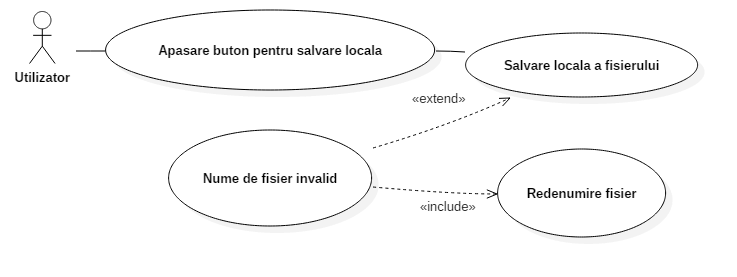 Utilizator
Apasare buton pentru salvare locala
Salvare locala a fisierului
«extend»
Nume de fisier invalid
Redenumire fisier
«include»